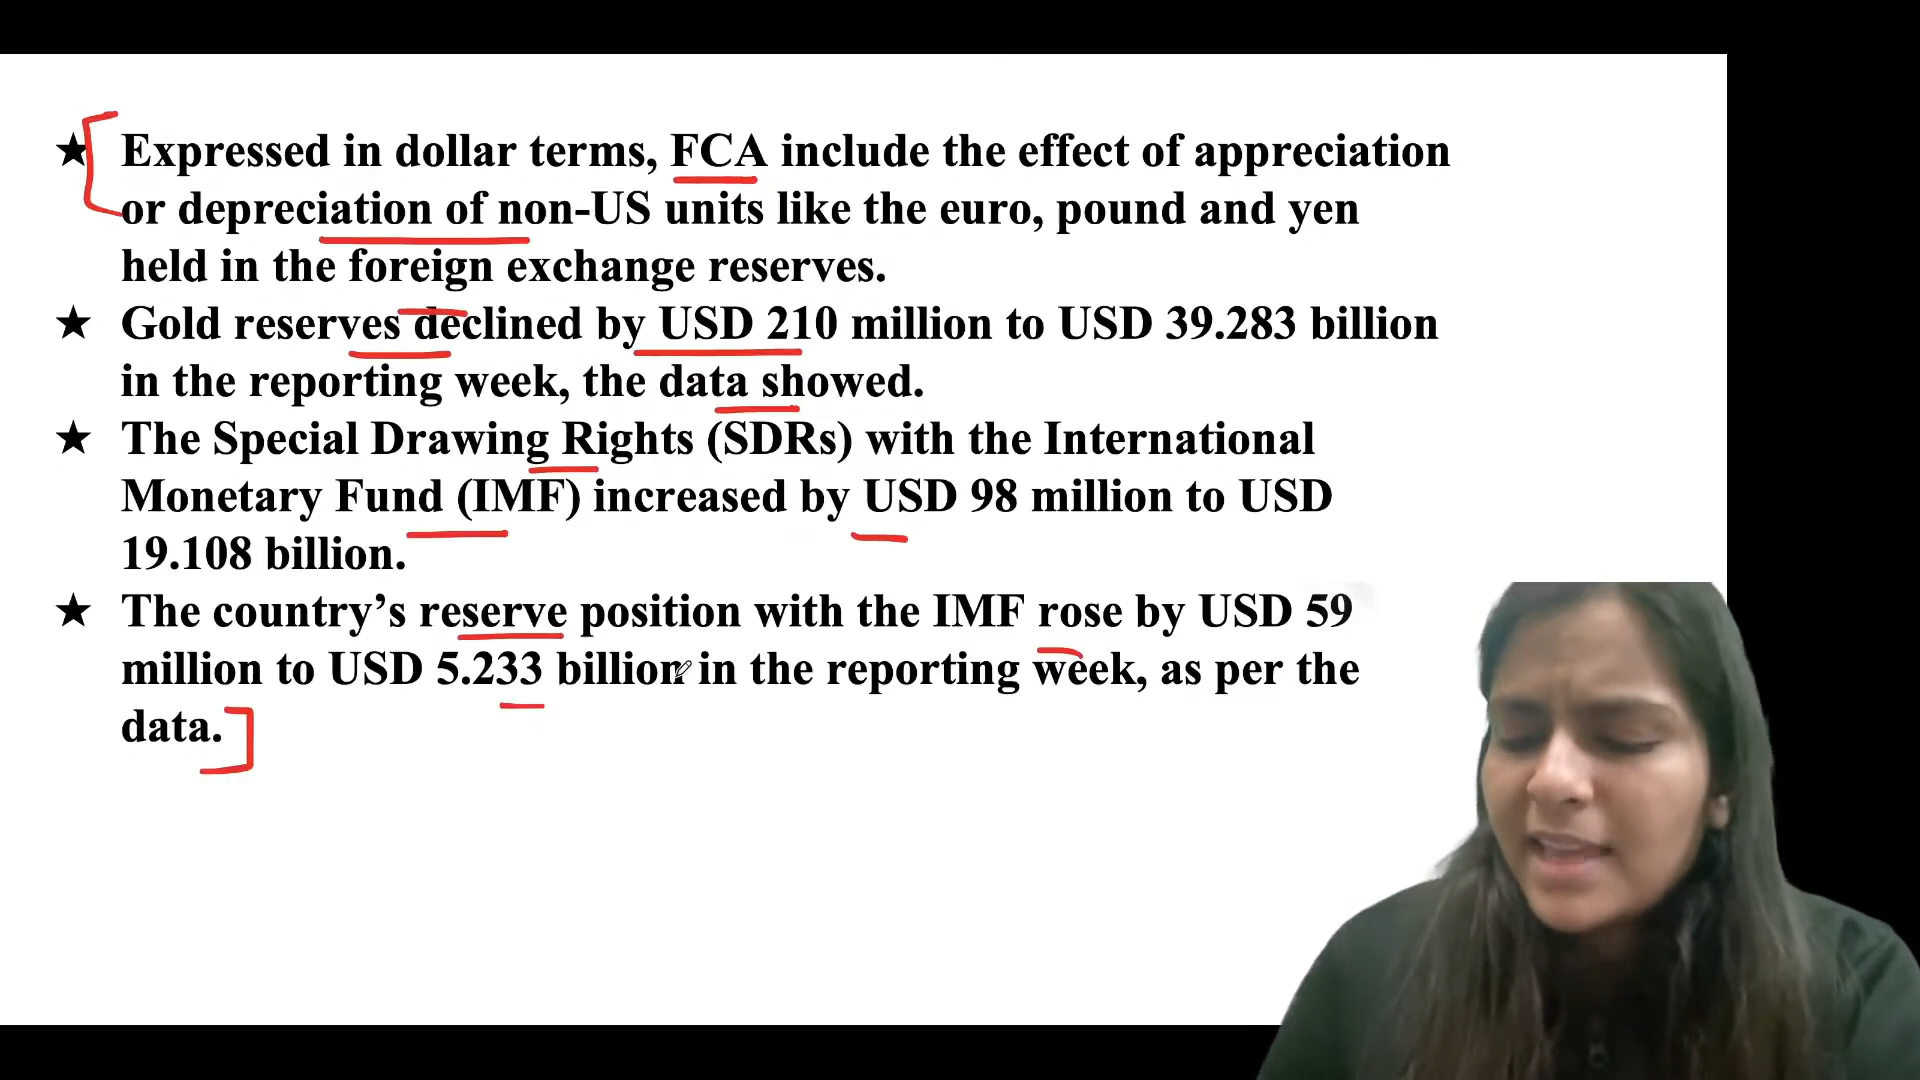 ★ Expressed in dollar terms, FCA include the effect of appreciation
or depreciation of non-US units like the euro, pound and yen
held in the foreign exchange reserves.
★ Gold reserves declined by USD 210 million to USD 39.283 billion
in the reporting week, the data showed.
★ The Special Drawing Rights (SDRs) with the International
Monetary Fund (IMF) increased by USD 98 million to USD
19.108 billion.
★ The country’s reserve position with the IMF rose by USD 59
million to USD 5.233 billion in the reporting week, as per the
data.